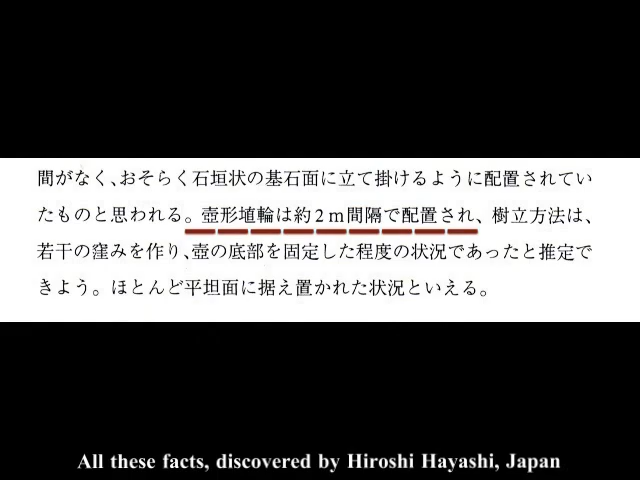 間がなく、おそらく石垣状の基石面に立て掛けるように配置されてい
たものと思われる。壺形埴輪は約2m間隔で配置され、樹立方法は、
若干の窪みを作り、壺の底部を固定した程度の状況であったと推定で
きよう。ほとんど平坦面に据え置かれた状況といえる。
All these facts, discovered by Hiroshi Hayashi, Japan